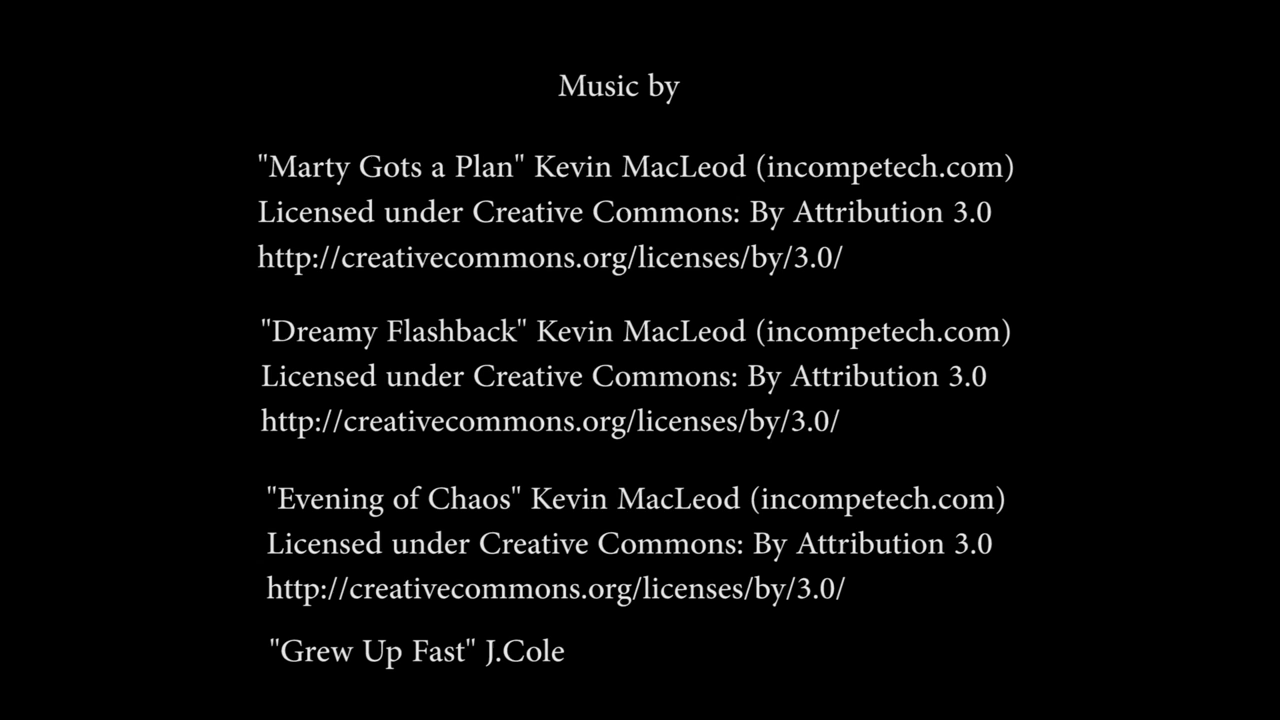 Music by
"Marty Gots a Plan" Kevin MacLeod (incompetech.com)
Licensed under Creative Commons: By Attribution 3.0
http://creativecommons.org/licenses/by/3.0/
"Dreamy Flashback" Kevin MacLeod (incompetech.com)
Licensed under Creative Commons: By Attribution 3.0
http://creativecommons.org/licenses/by/3.0/
"Evening of Chaos" Kevin MacLeod (incompetech.com)
Licensed under Creative Commons: By Attribution 3.0
http://creativecommons.org/licenses/by/3.0/
"Grew Up Fast" J.Cole